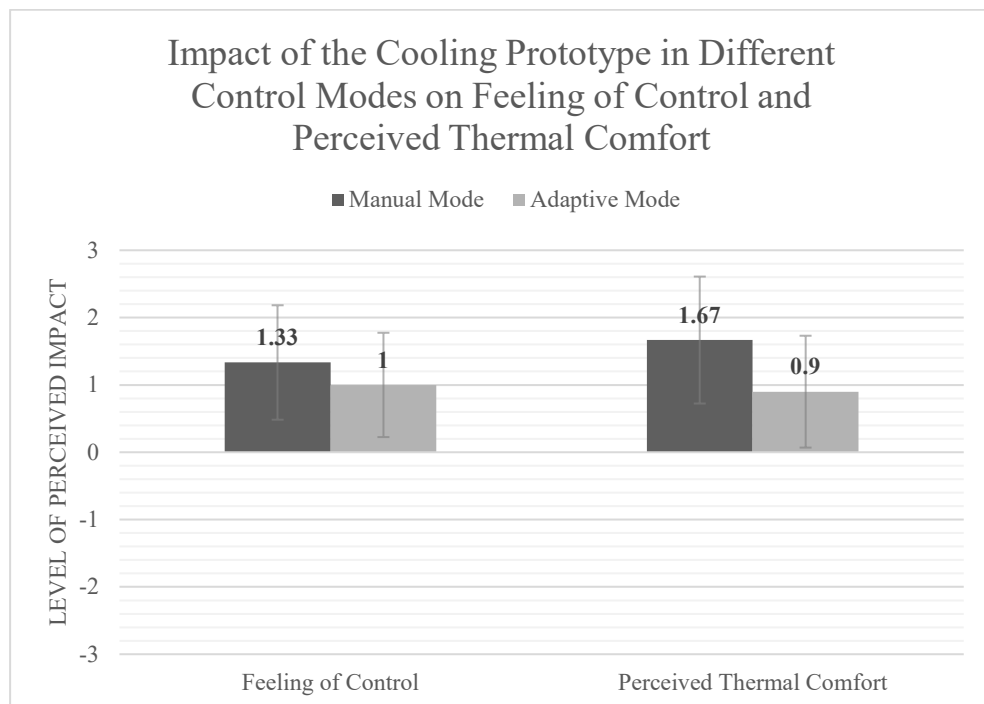 Impact of the Cooling Prototype in Different
Control Modes on Feeling of Control and
Perceived Thermal Comfort
Manual Mode Adaptive Mode
LEVEL OF PERCEIVED IMPACT
3
2
1
0
-1
-2
-3
1.33
1
1.67
0.9
Feeling of Control
Perceived Thermal Comfort